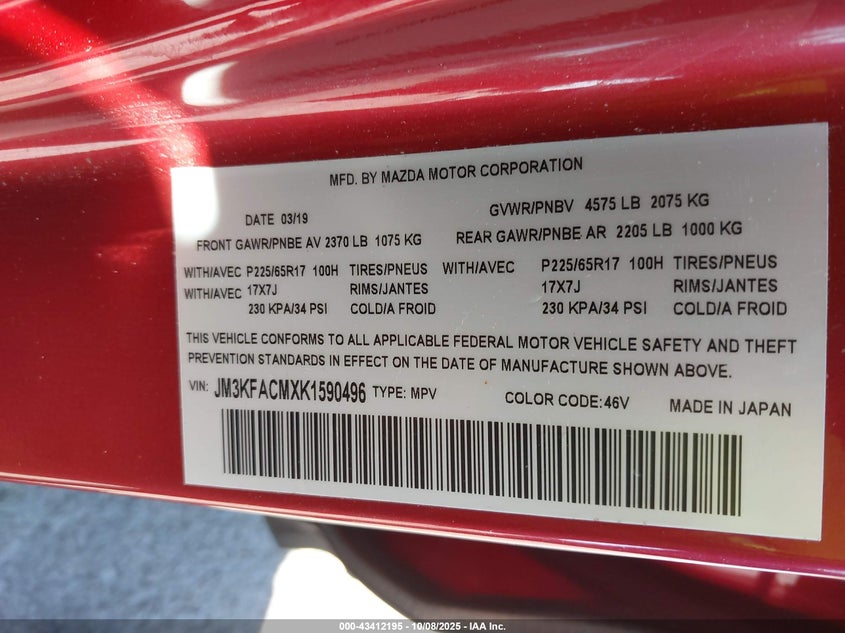 MFD. BY MAZDA MOTOR CORPORATION
DATE 03/19
GVWR/PNBV 4575 LB 2075 KG
FRONT GAWR/PNBE AV 2370 LB 1075 KG
REAR GAWR/PNBE AR 2205 LB 1000 KG
WITH/AVEC P225/65R17 100H TIRES/PNEUS WITH/AVEC P225/65R17 100H TIRES/PNEUS
WITH/AVEC 17X7J RIMS/JANTES 17X7J RIMS/JANTES
230 KPA/34 PSI COLD/A FROID 230 KPA/34 PSI COLD/A FROID
THIS VEHICLE CONFORMS TO ALL APPLICABLE FEDERAL MOTOR VEHICLE SAFETY AND THEFT
PREVENTION STANDARDS IN EFFECT ON THE DATE OF MANUFACTURE SHOWN ABOVE.
VIN: JM3KFACMXK1590496 TYPE: MPV COLOR CODE:46V MADE IN JAPAN
000-43412195 - 10/08/2025 - © IAA Inc.